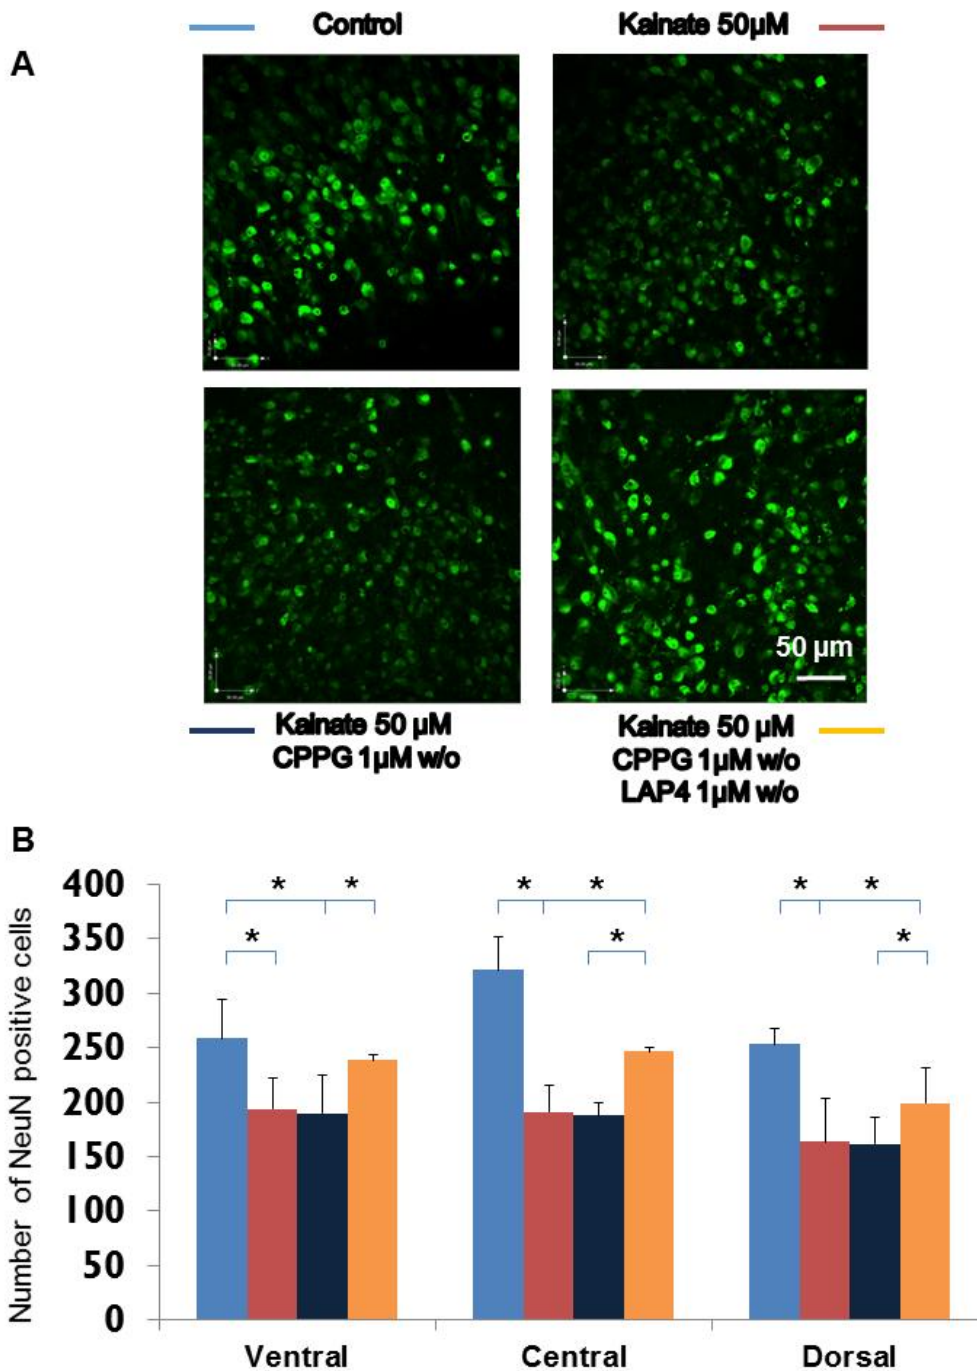 Control Kainate 50μM
A
50 μm
Kainate 50 μM Kainate 50 μM
CPPG 1μM w/o CPPG 1μM w/o
LAP4 1μM w/o
B
Number of NeuN positive cells
400
350
300
250
200
150
100
50
0
* * * * * *
* * *
Ventral Central Dorsal